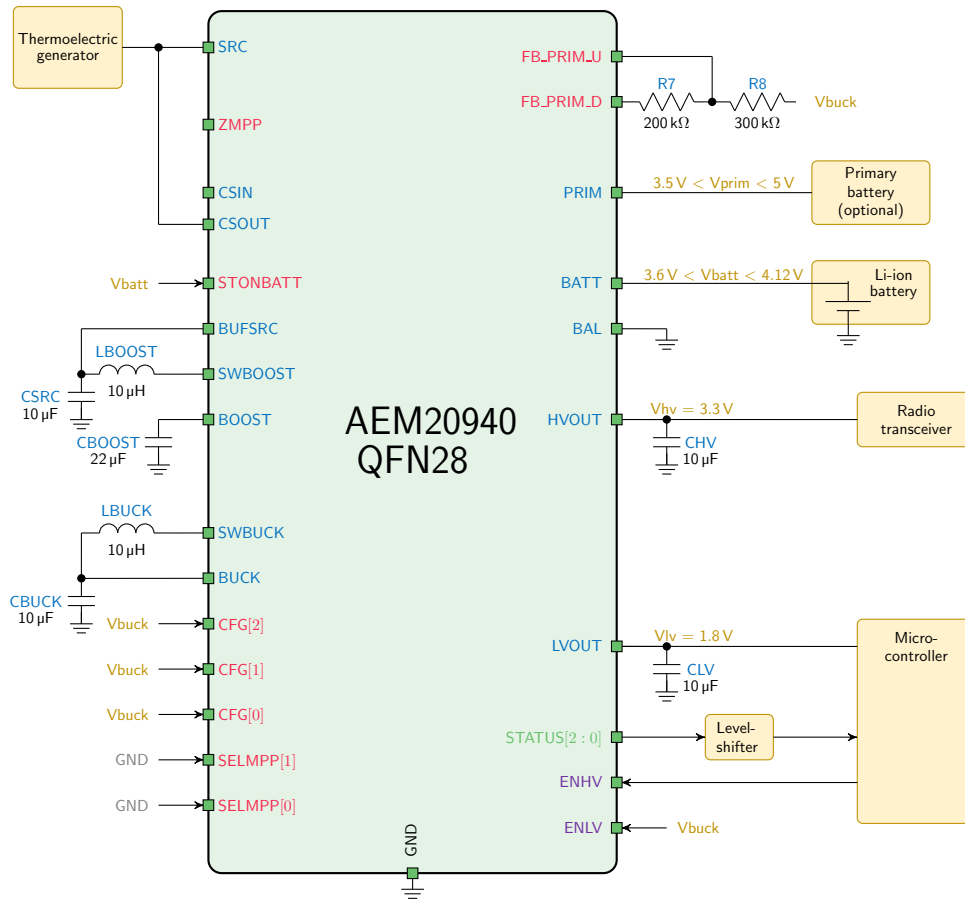 Thermoelectric
generator
SRC
ZMPP
CSIN
CSOUT
Vbatt
STONBATT
BUFSRC
LBOOST
10 µH
SWBOOST
CSRC
10 µF
BOOST
CBOOST
22 µF
LBUCK
10 µH
SWBUCK
BUCK
CBUCK
10 µF
Vbuck
CFG[2]
Vbuck
CFG[1]
Vbuck
CFG[0]
GND
SELMPP[1]
GND
SELMPP[0]
AEM20940
QFN28
GND
FB_PRIM_U
FB_PRIM_D
R7
200 kΩ
R8
300 kΩ
Vbuck
PRIM
3.5 V < Vprim < 5 V
Primary
battery
(optional)
BATT
3.6 V < Vbatt < 4.12 V
Li-ion
battery
BAL
HVOUT
Vhv = 3.3 V
CHV
10 µF
Radio
transceiver
LVOUT
Vlv = 1.8 V
CLV
10 µF
Micro-
controller
STATUS[2 : 0]
Level-
shifter
ENHV
ENLV
Vbuck